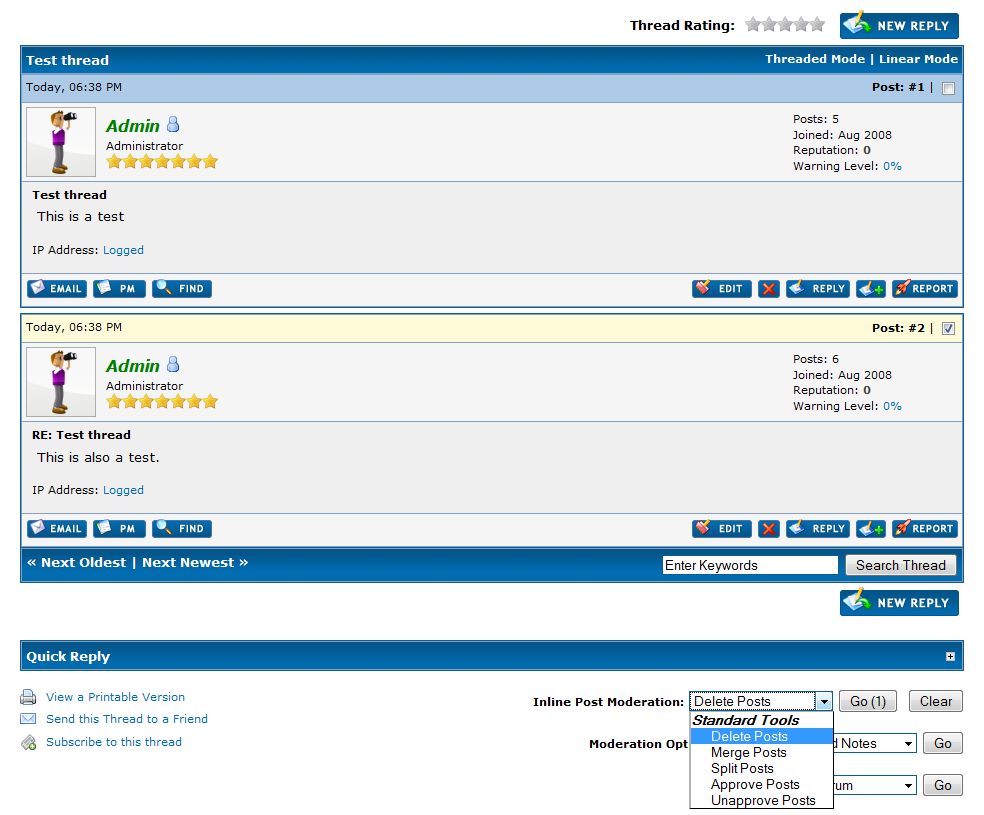 Thread Rating: NEW REPLY
Test thread Threaded Mode | Linear Mode
Today, 06:38 PM Post: #1 |
Admin
Administrator
Posts: 5
Joined: Aug 2008
Reputation: 0
Warning Level: 0%
Test thread
This is a test
IP Address: Logged
EMAIL PM FIND EDIT REPLY REPORT
Today, 06:38 PM Post: #2 |
Admin
Administrator
Posts: 6
Joined: Aug 2008
Reputation: 0
Warning Level: 0%
RE: Test thread
This is also a test.
IP Address: Logged
EMAIL PM FIND EDIT REPLY REPORT
« Next Oldest | Next Newest » Enter Keywords Search Thread
NEW REPLY
Quick Reply
View a Printable Version
Send this Thread to a Friend
Subscribe to this thread
Inline Post Moderation: Delete Posts Go (1) Clear
Standard Tools
Delete Posts
Merge Posts
Split Posts
Approve Posts
Unapprove Posts
Moderation Opt d Notes Go
um Go